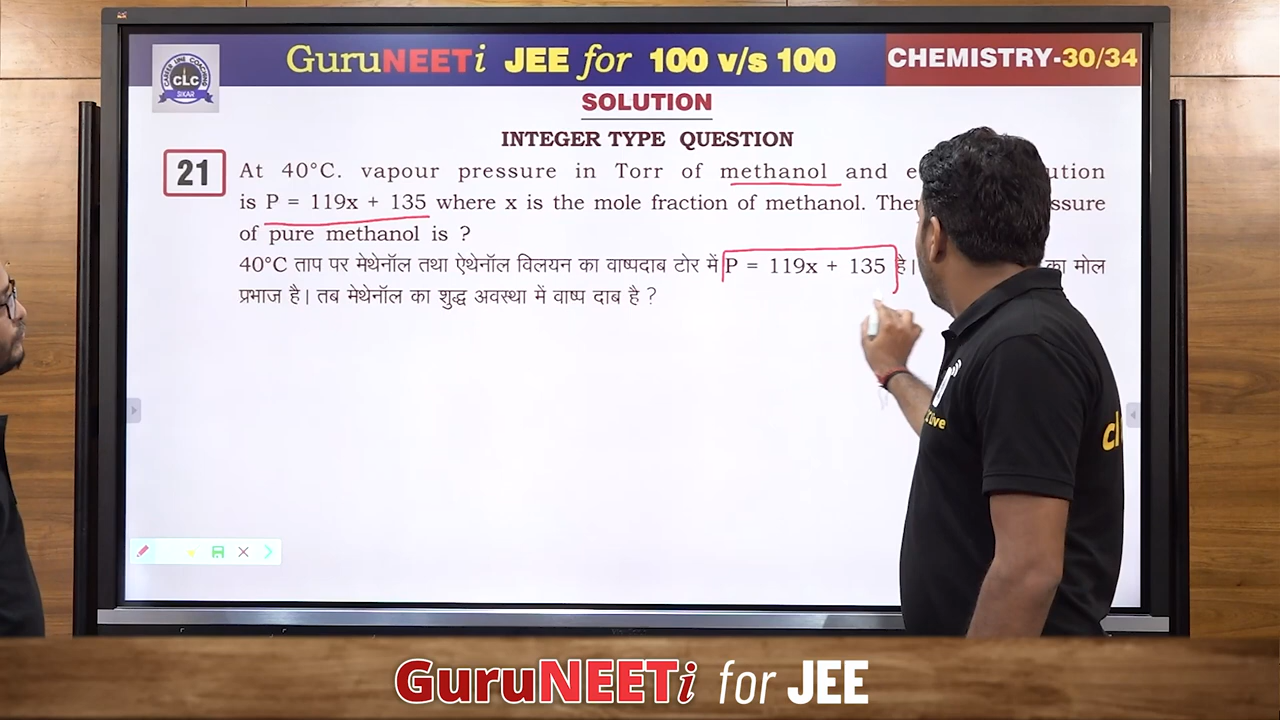 GuruNEETi JEE for 100 v/s 100
CHEMISTRY-30/34
CLC
SIKAR
SOLUTION
INTEGER TYPE QUESTION
21
At 40°C. vapour pressure in Torr of methanol and
is P = 119x + 135 where x is the mole fraction of methanol.
of pure methanol is ?
40°C ताप पर मेथेनॉल तथा ऐथेनॉल विलयन का वाष्पदाब टोर में P = 119x + 135 है। का मोल
प्रभाज है। तब मेथेनॉल का शुद्ध अवस्था में वाष्प दाब है ?
GuruNEETi for JEE